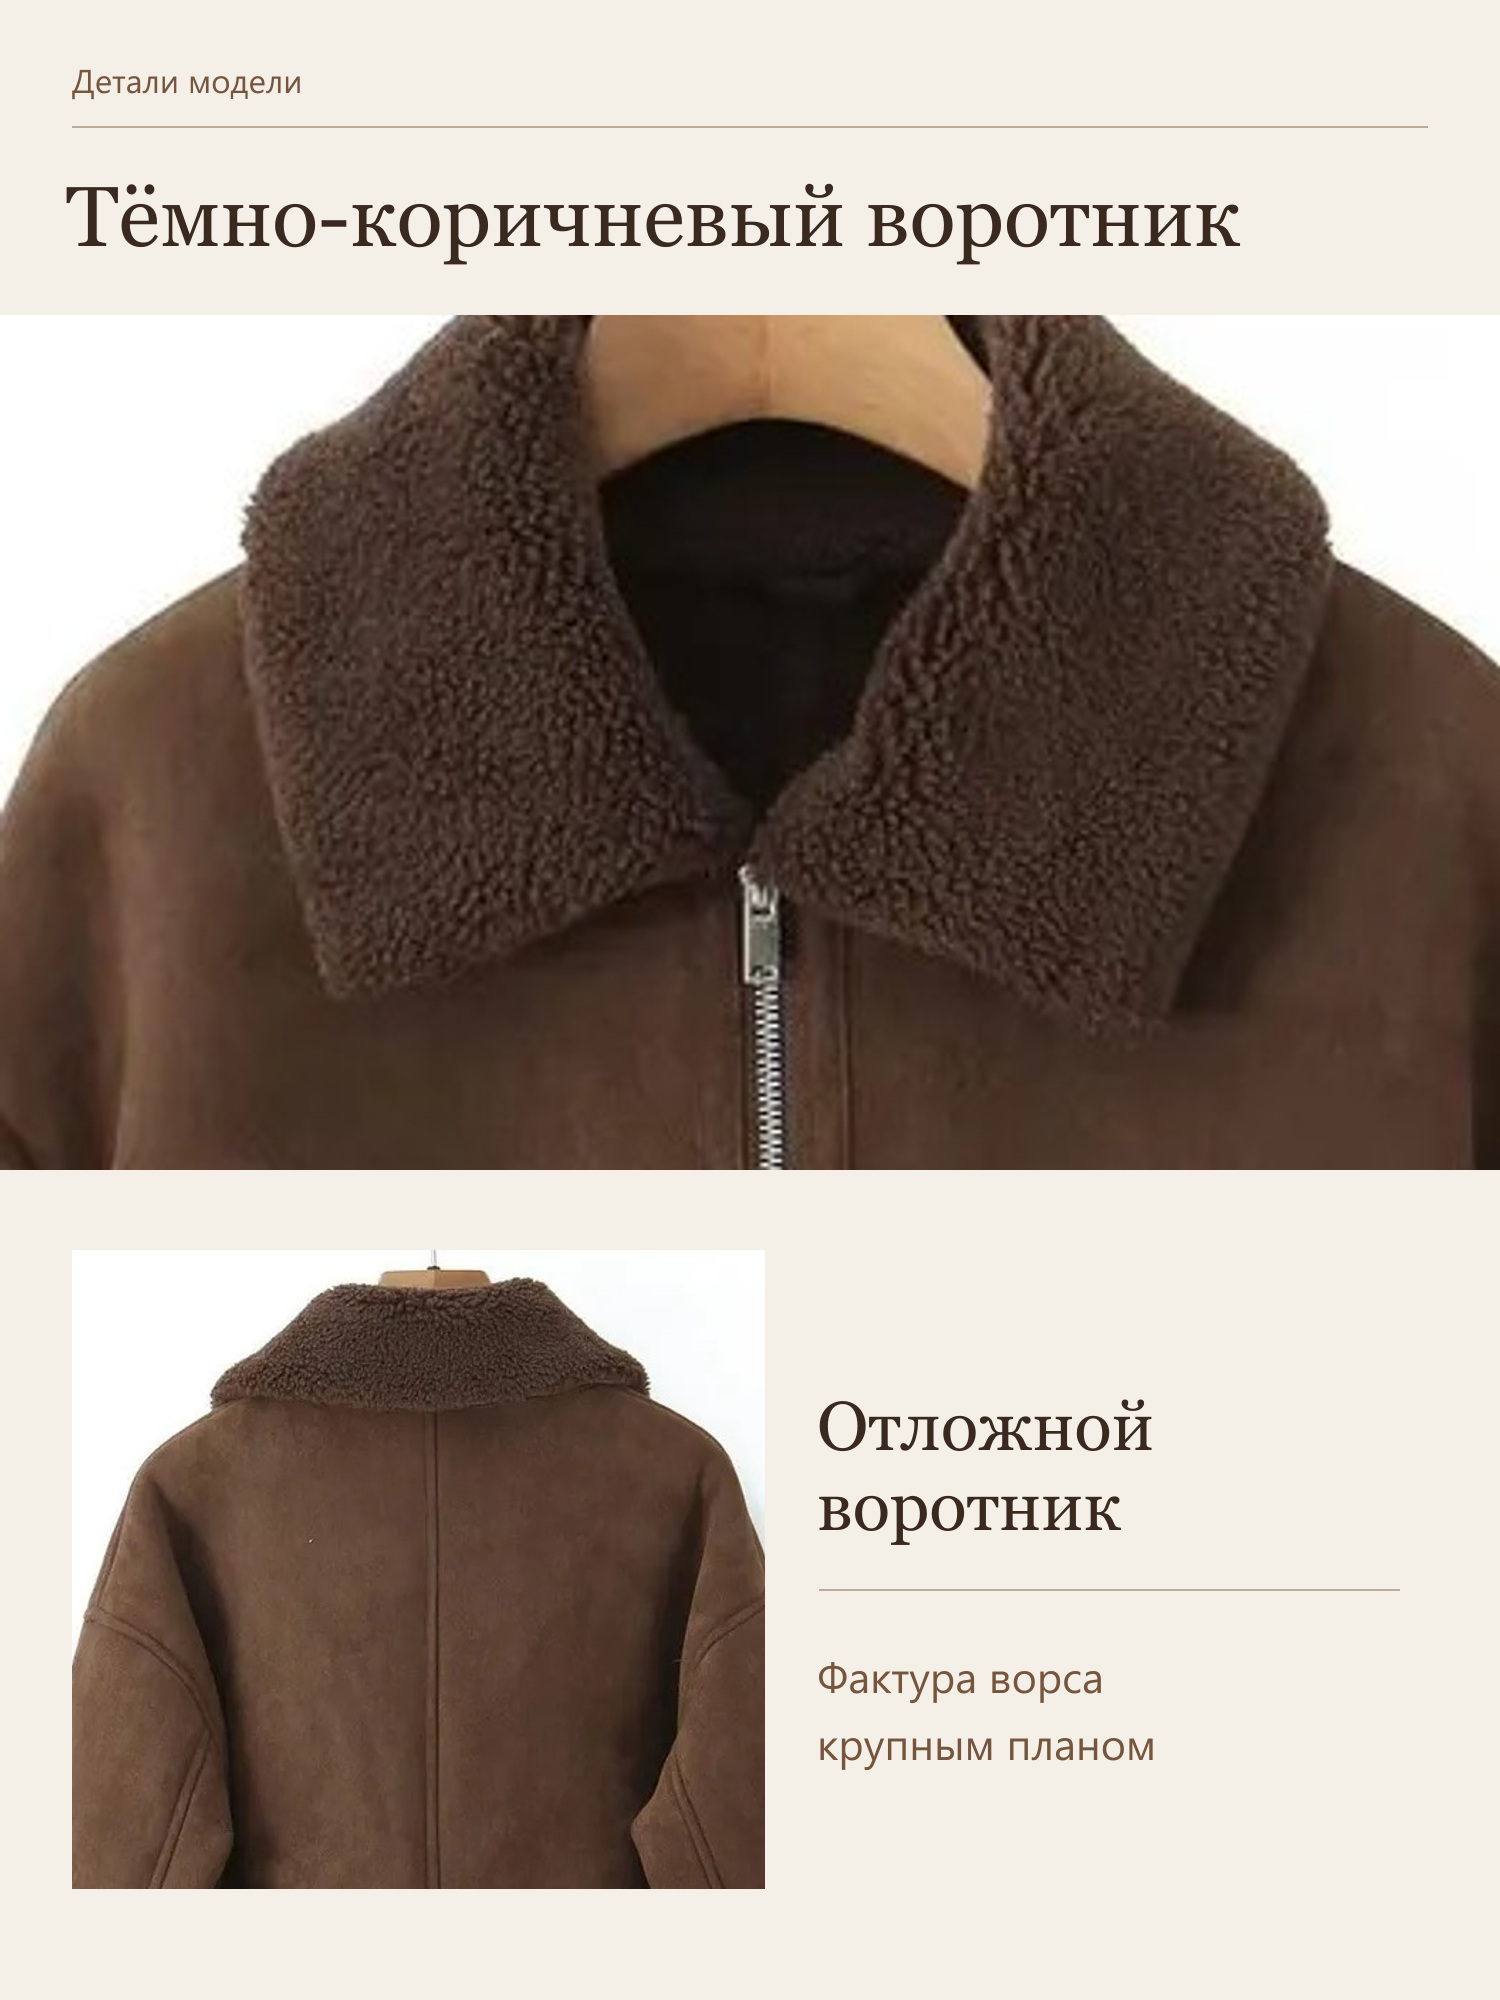 Детали модели
Тёмно-коричневый воротник
Отложной
воротник
Фактура ворса
крупным планом